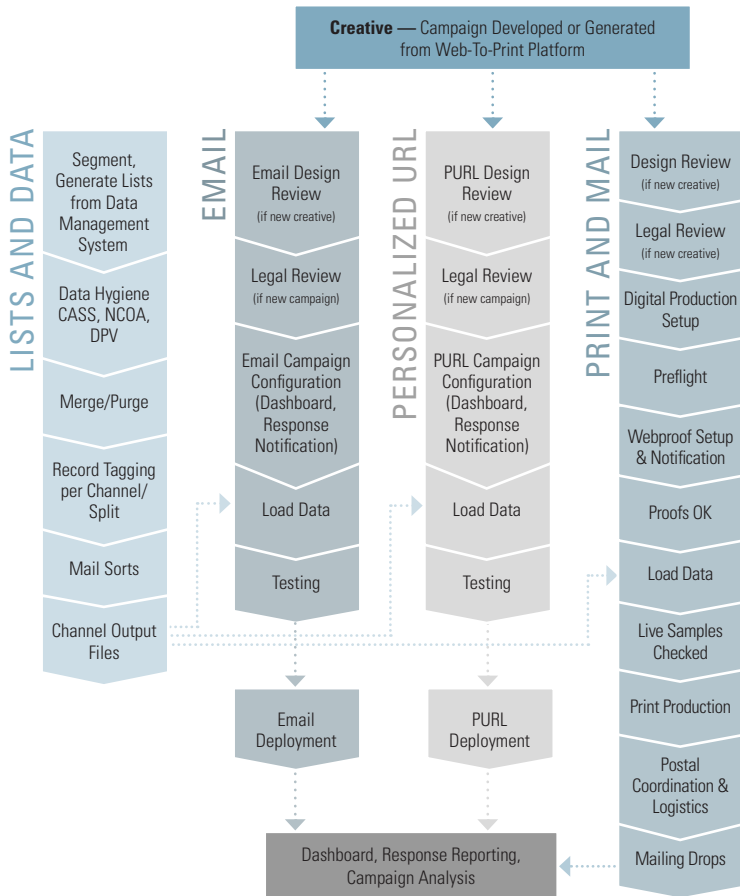 Creative — Campaign Developed or Generated
from Web-To-Print Platform
LISTS AND DATA
Segment,
Generate Lists
from Data
Management
System
Data Hygiene
CASS, NCOA,
DPV
Merge/Purge
Record Tagging
per Channel/
Split
Mail Sorts
Channel Output
Files
EMAIL
Email Design
Review
(if new creative)
Legal Review
(if new campaign)
Email Campaign
Configuration
(Dashboard,
Response
Notification)
Load Data
Testing
Email
Deployment
PERSONALIZED URL
PURL Design
Review
(if new creative)
Legal Review
(if new campaign)
PURL Campaign
Configuration
(Dashboard,
Response
Notification)
Load Data
Testing
PURL
Deployment
PRINT AND MAIL
Design Review
(if new creative)
Legal Review
(if new creative)
Digital Production
Setup
Preflight
Webproof Setup
& Notification
Proofs OK
Load Data
Live Samples
Checked
Print Production
Postal
Coordination &
Logistics
Mailing Drops
Dashboard, Response Reporting,
Campaign Analysis